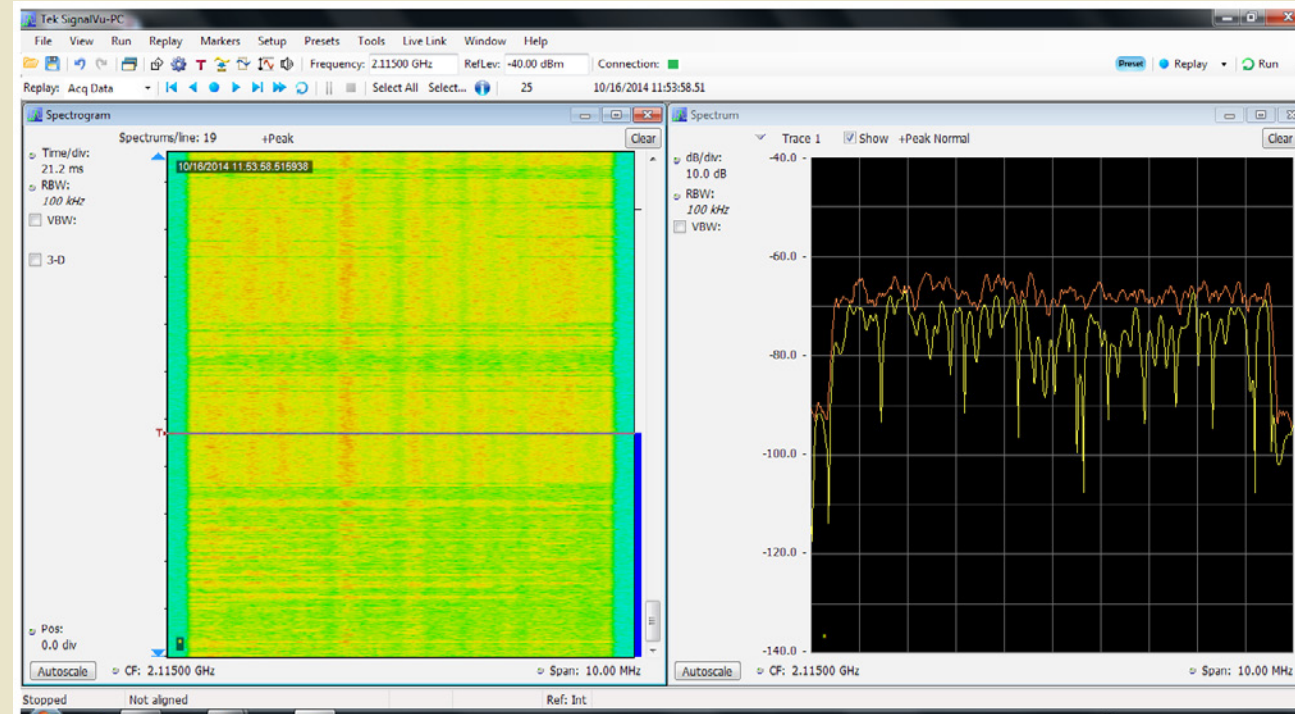 Tek SignalVu-PC
File View Run Replay Markers Setup Presets Tools Live Link Window Help
T Frequency: 2.11500 GHz RefLev: -40.00 dBm Connection: Preset Replay Run
Replay: Acq Data Select All Select... 25 10/16/2014 11:53:58.51
Spectrogram
Spectrums/line: 19 +Peak Clear
Time/div:
21.2 ms
RBW:
100 kHz
VBW:
3-D
10/16/2014 11:53:58.515938
T
Pos:
0.0 div
Autoscale CF: 2.11500 GHz Span: 10.00 MHz
Spectrum
Trace 1 Show +Peak Normal Clear
dB/div:
10.0 dB
RBW:
100 kHz
VBW:
-40.0
-60.0
-80.0
-100.0
-120.0
-140.0
Autoscale CF: 2.11500 GHz Span: 10.00 MHz
Stopped Not aligned Ref: Int